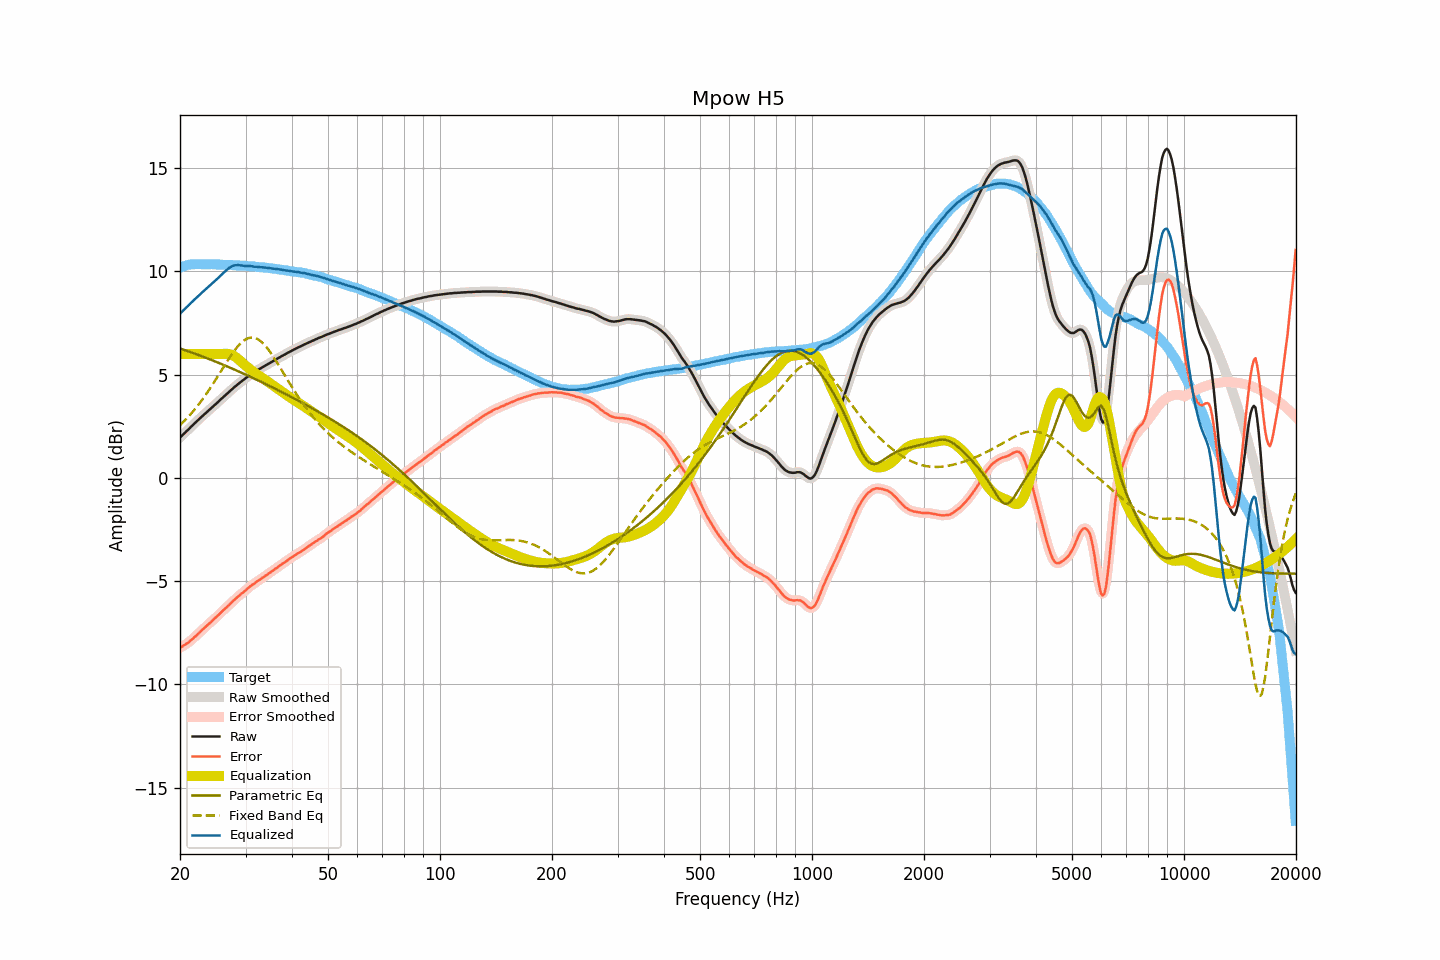 Mpow H5
Amplitude (dBr)
15
10
5
0
−5
−10
−15
Target
Raw Smoothed
Error Smoothed
Raw
Error
Equalization
Parametric Eq
Fixed Band Eq
Equalized
20 50 100 200 500 1000 2000 5000 10000 20000
Frequency (Hz)